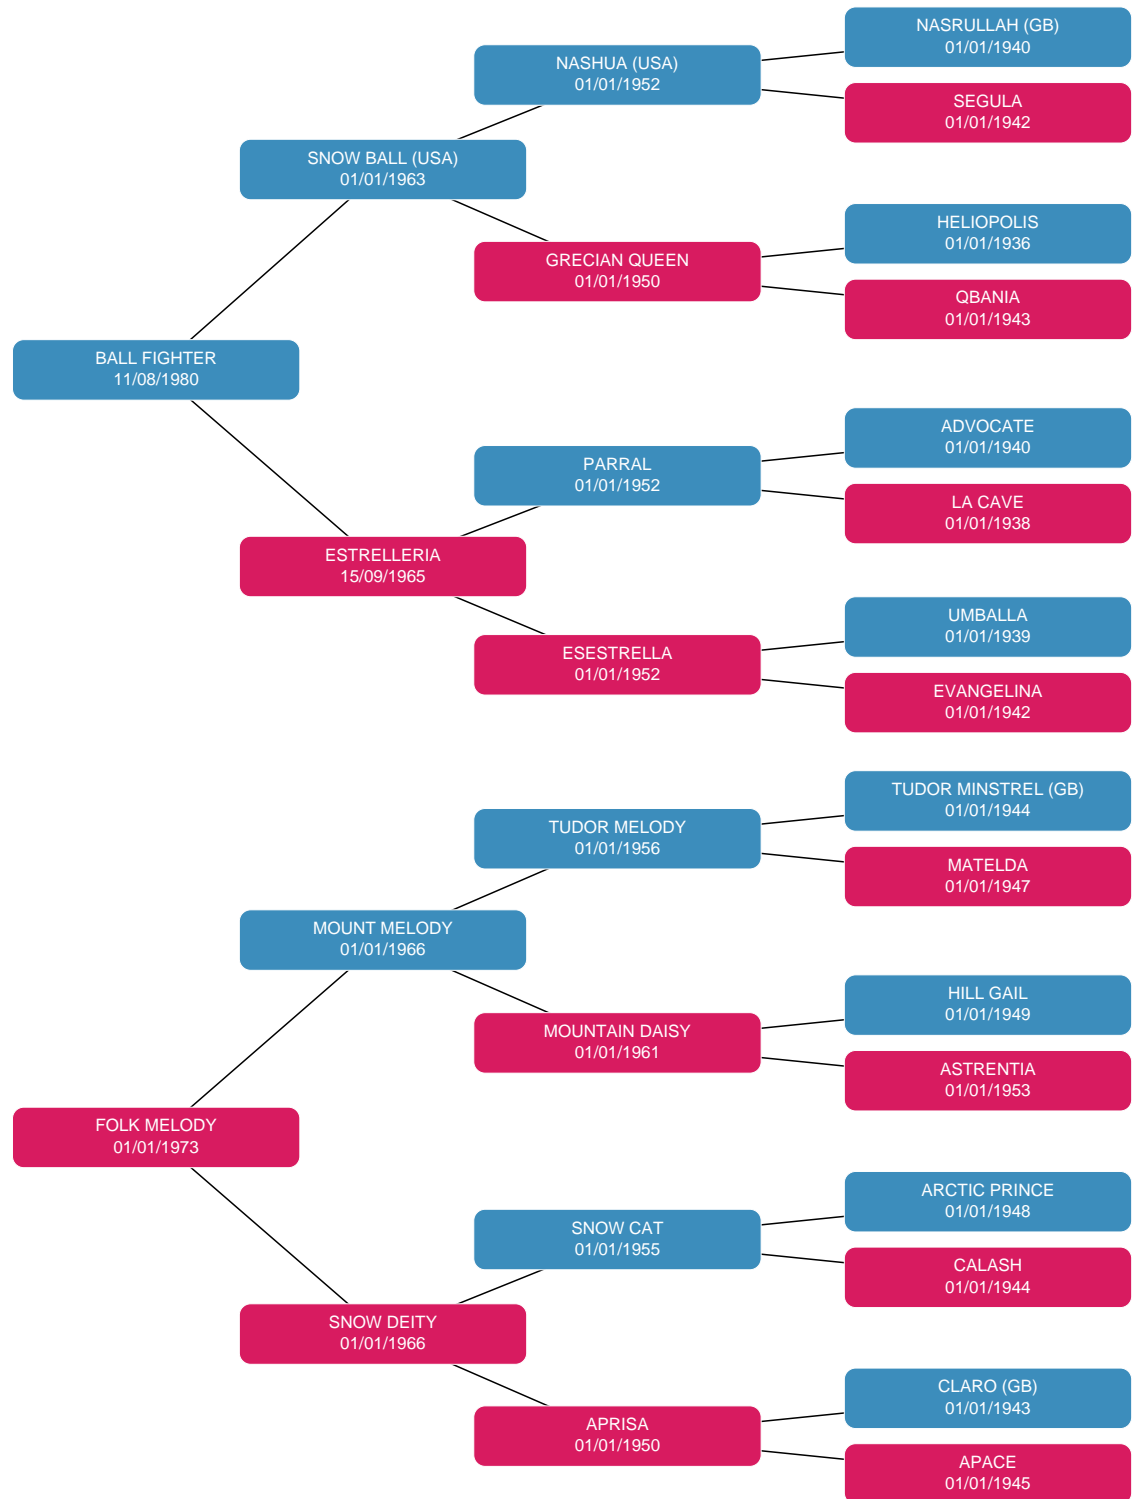 NASRULLAH (GB)
01/01/1940
NASHUA (USA)
01/01/1952
SEGULA
01/01/1942
SNOW BALL (USA)
01/01/1963
HELIOPOLIS
01/01/1936
GRECIAN QUEEN
01/01/1950
QBANIA
01/01/1943
BALL FIGHTER
11/08/1980
ADVOCATE
01/01/1940
PARRAL
01/01/1952
LA CAVE
01/01/1938
ESTRELLERIA
15/09/1965
UMBALLA
01/01/1939
ESESTRELLA
01/01/1952
EVANGELINA
01/01/1942
TUDOR MINSTREL (GB)
01/01/1944
TUDOR MELODY
01/01/1956
MATELDA
01/01/1947
MOUNT MELODY
01/01/1966
HILL GAIL
01/01/1949
MOUNTAIN DAISY
01/01/1961
ASTRENTIA
01/01/1953
FOLK MELODY
01/01/1973
ARCTIC PRINCE
01/01/1948
SNOW CAT
01/01/1955
CALASH
01/01/1944
SNOW DEITY
01/01/1966
CLARO (GB)
01/01/1943
APRISA
01/01/1950
APACE
01/01/1945